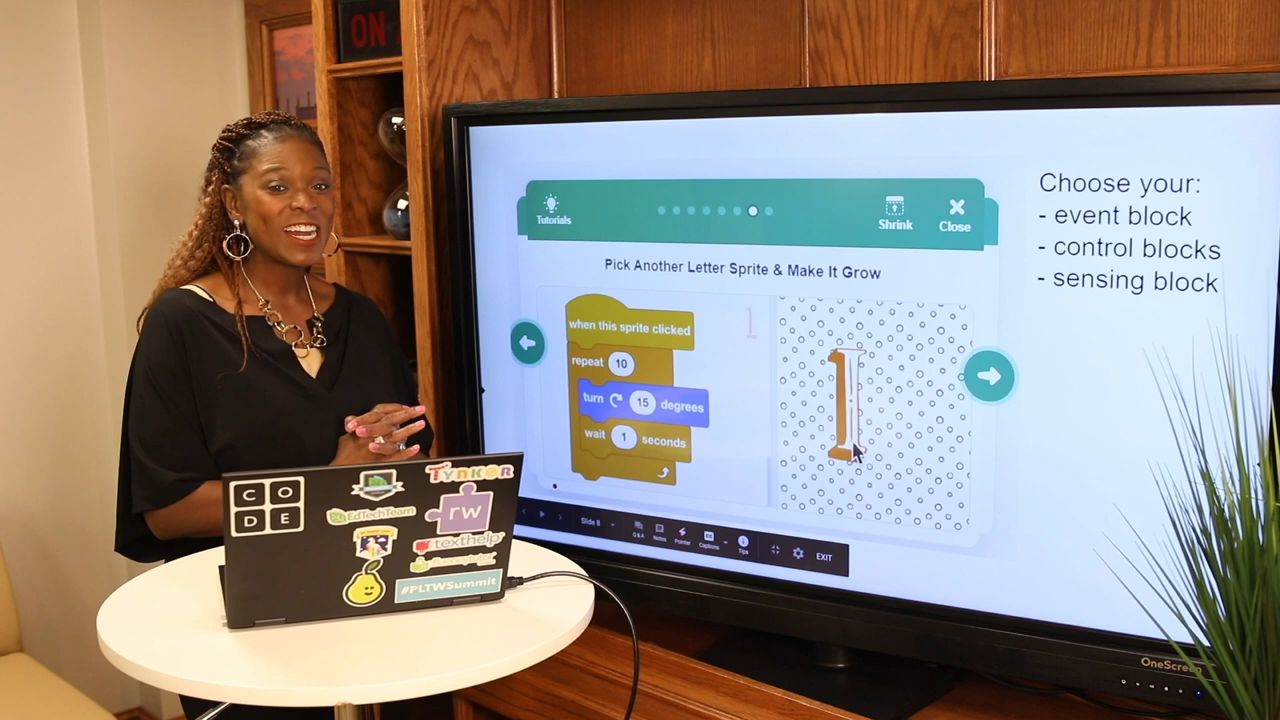 ON
Tutorials
Shrink
Close
Pick Another Letter Sprite & Make It Grow
when this sprite clicked
repeat 10
turn 15 degrees
wait 1 seconds
I
Choose your:
- event block
- control blocks
- sensing block
Slide 8
Q&A
Notes
Pointer
Captions
Tips
EXIT
OneScreen
CODE
EdTechTeam
TYNKER
rw
texthelp
#PLTWSummit